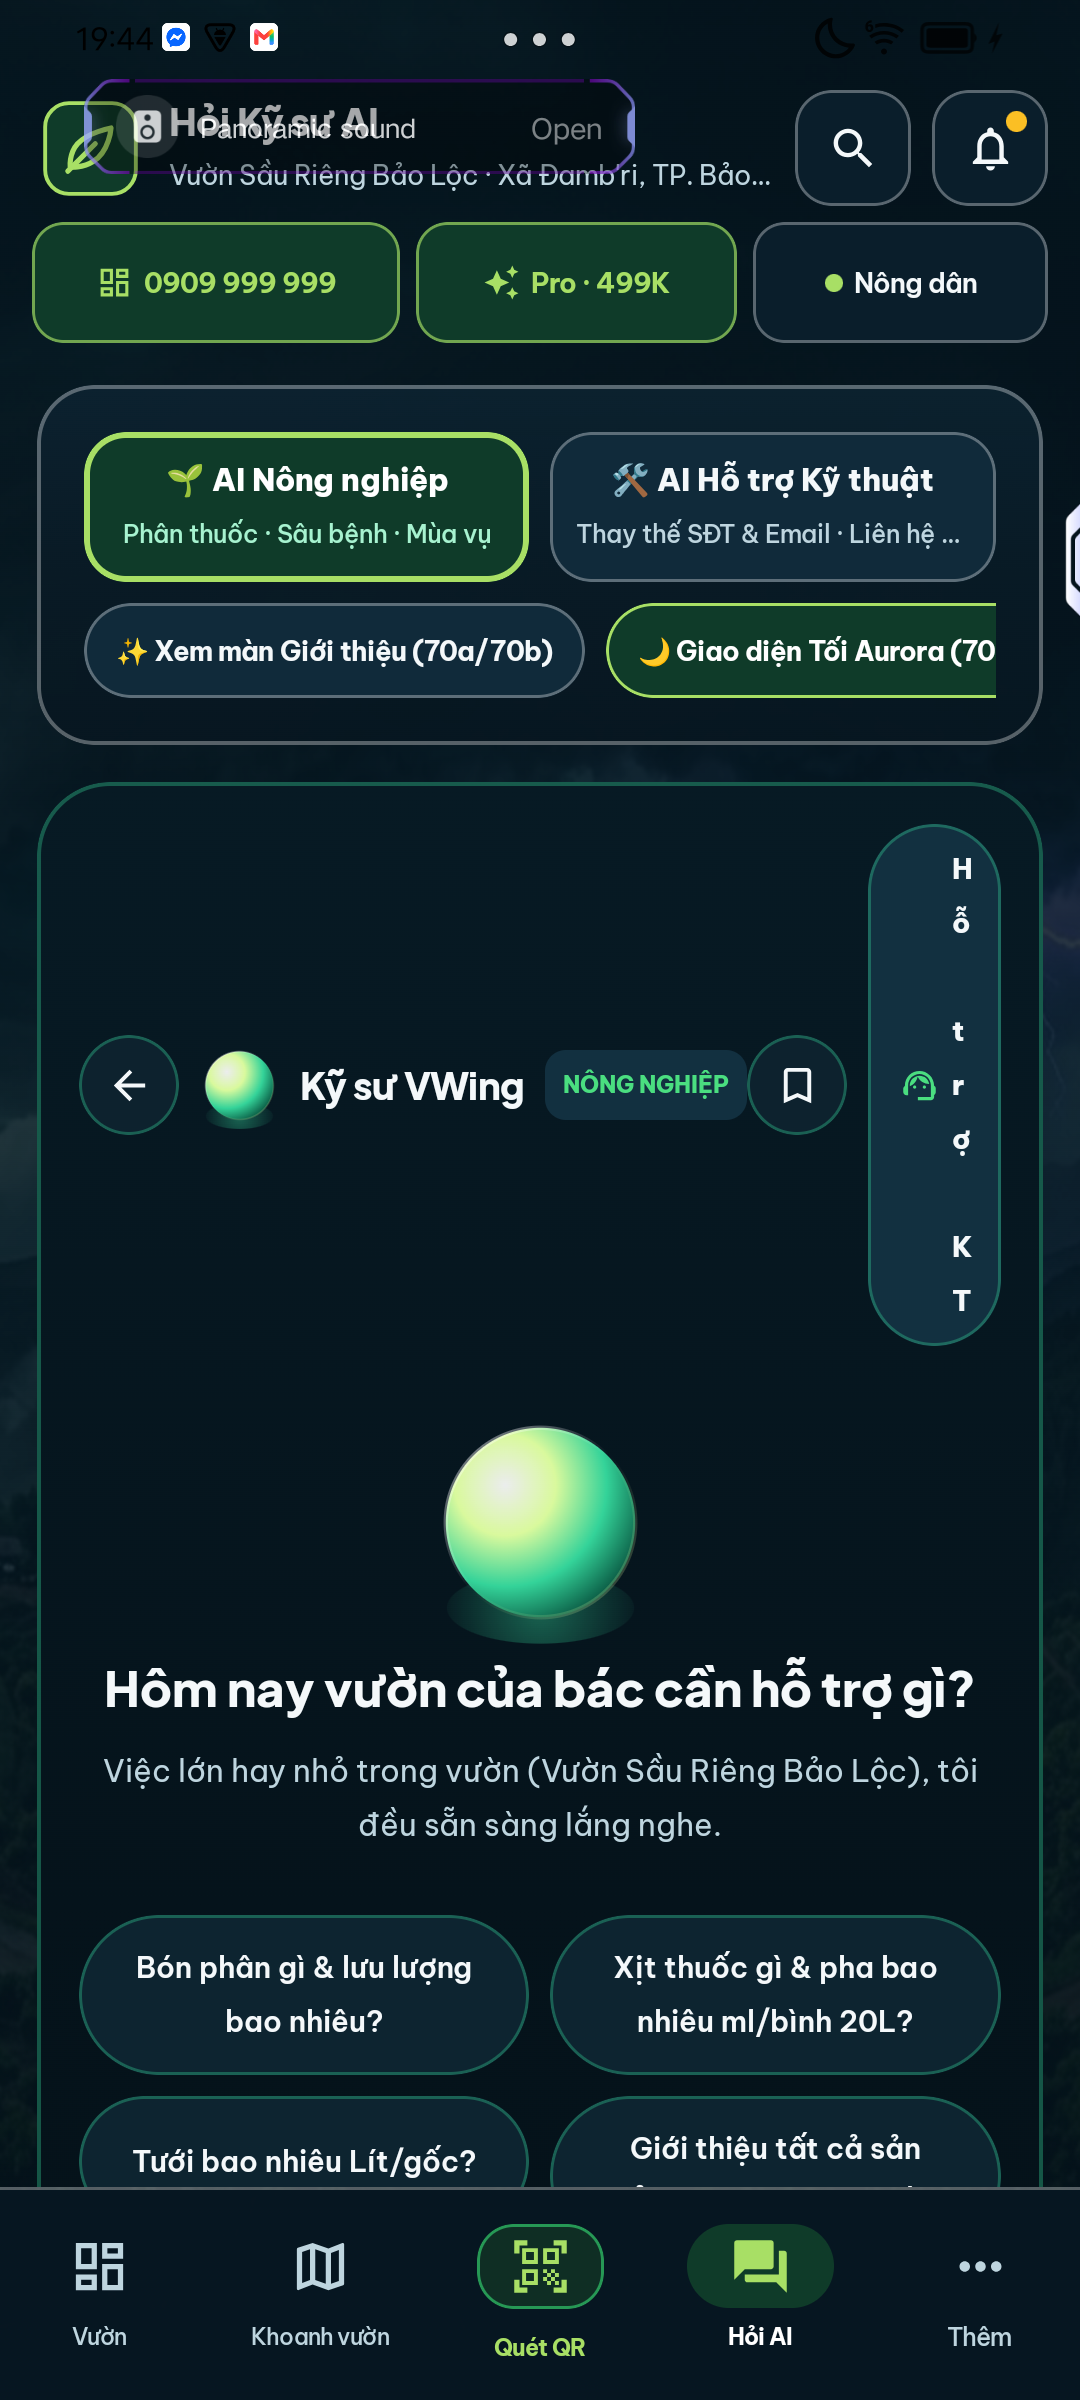 19:44
Hỏi Kỹ sư AI
Panoramic sound
Open
Vườn Sầu Riêng Bảo Lộc · Xã Đamb'ri, TP. Bảo...
0909 999 999
Pro · 499K
Nông dân
AI Nông nghiệp
Phân thuốc · Sâu bệnh · Mùa vụ
AI Hỗ trợ Kỹ thuật
Thay thế SĐT & Email · Liên hệ ...
Xem màn Giới thiệu (70a/70b)
Giao diện Tối Aurora (70
Kỹ sư VWing
NÔNG NGHIỆP
Hỗ trợ KT
Hôm nay vườn của bác cần hỗ trợ gì?
Việc lớn hay nhỏ trong vườn (Vườn Sầu Riêng Bảo Lộc), tôi
đều sẵn sàng lắng nghe.
Bón phân gì & lưu lượng
bao nhiêu?
Xịt thuốc gì & pha bao
nhiêu ml/bình 20L?
Tưới bao nhiêu Lít/gốc?
Giới thiệu tất cả sản
Vườn
Khoanh vườn
Quét QR
Hỏi AI
Thêm